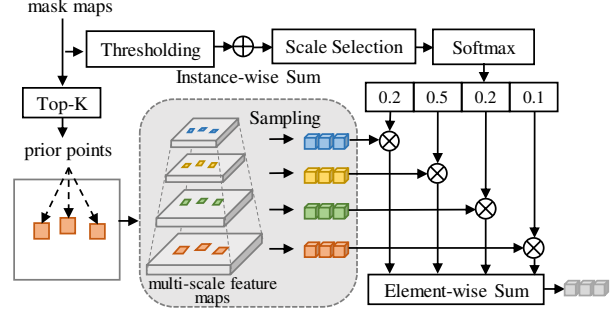 mask maps
Thresholding
Scale Selection
Softmax
Instance-wise Sum
Top-K
0.2 0.5 0.2 0.1
Sampling
prior points
multi-scale feature
maps
Element-wise Sum